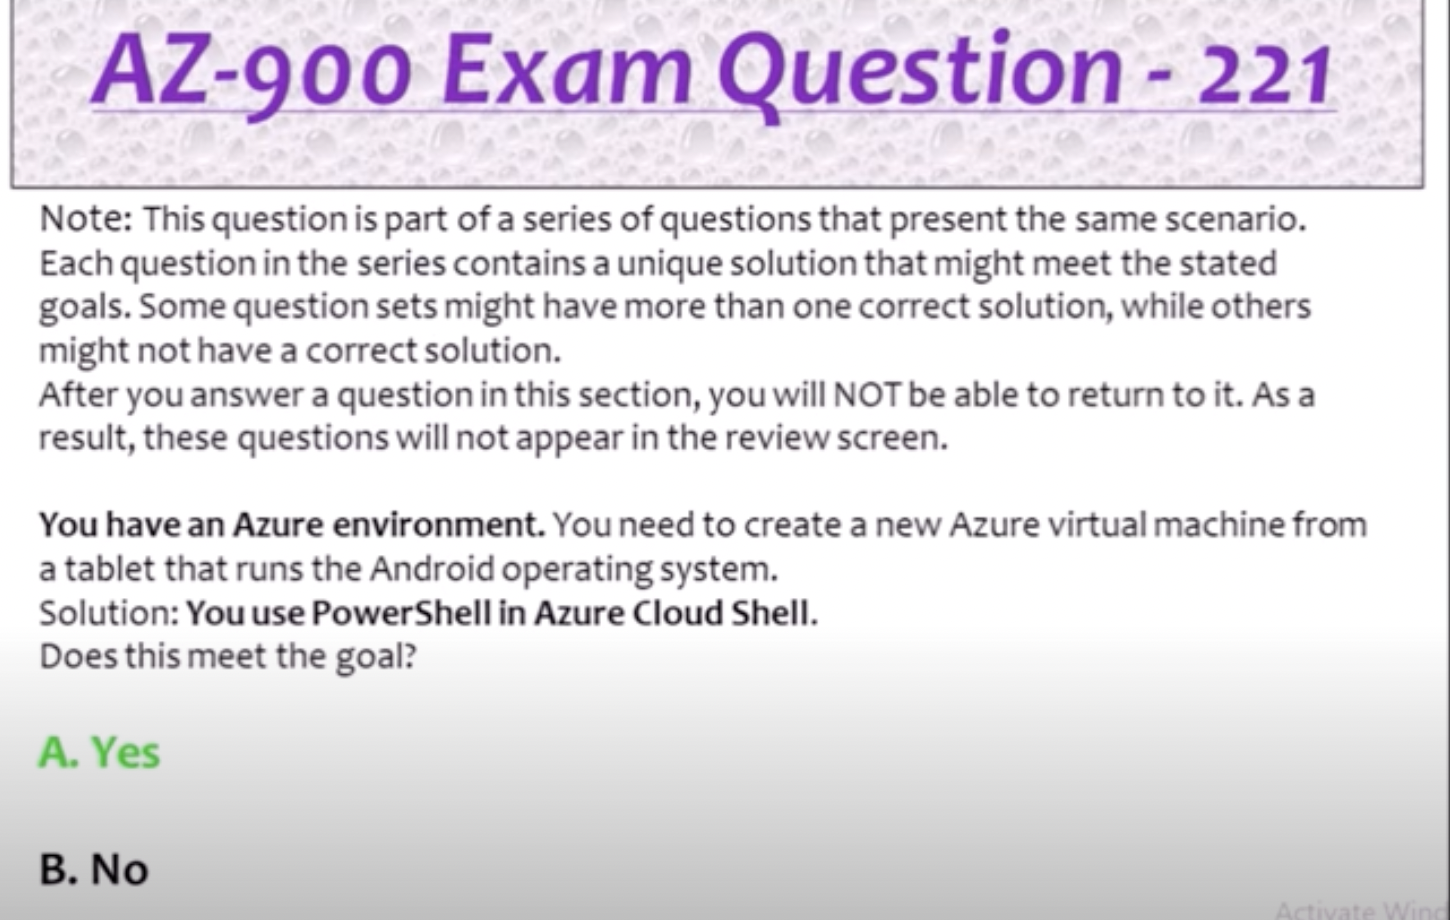 AZ-900 Exam Question - 221
Note: This question is part of a series of questions that present the same scenario.
Each question in the series contains a unique solution that might meet the stated
goals. Some question sets might have more than one correct solution, while others
might not have a correct solution.
After you answer a question in this section, you will NOT be able to return to it. As a
result, these questions will not appear in the review screen.
You have an Azure environment. You need to create a new Azure virtual machine from
a tablet that runs the Android operating system.
Solution: You use PowerShell in Azure Cloud Shell.
Does this meet the goal?
A. Yes
B. No
Activate